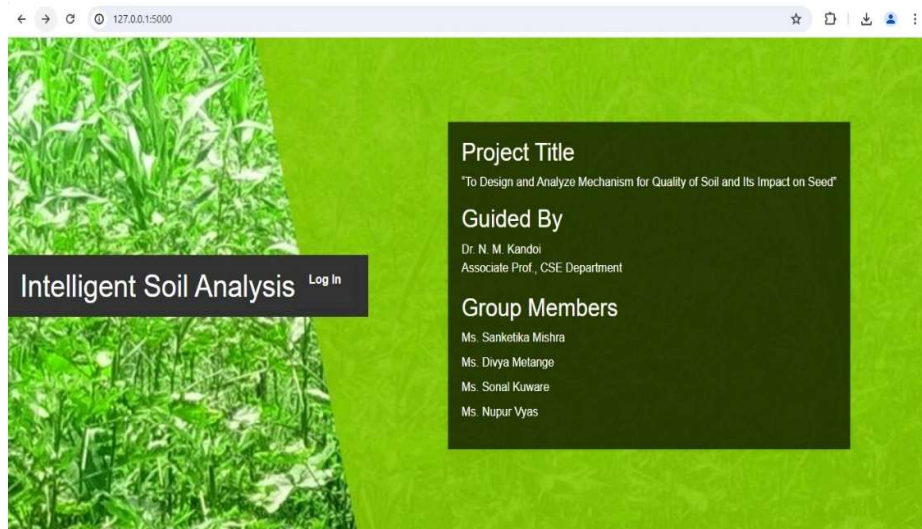 127.0.0.1:5000
Intelligent Soil Analysis Log In
Project Title
"To Design and Analyze Mechanism for Quality of Soil and Its Impact on Seed"
Guided By
Dr. N. M. Kandoi
Associate Prof., CSE Department
Group Members
Ms. Sanketika Mishra
Ms. Divya Metange
Ms. Sonal Kuware
Ms. Nupur Vyas